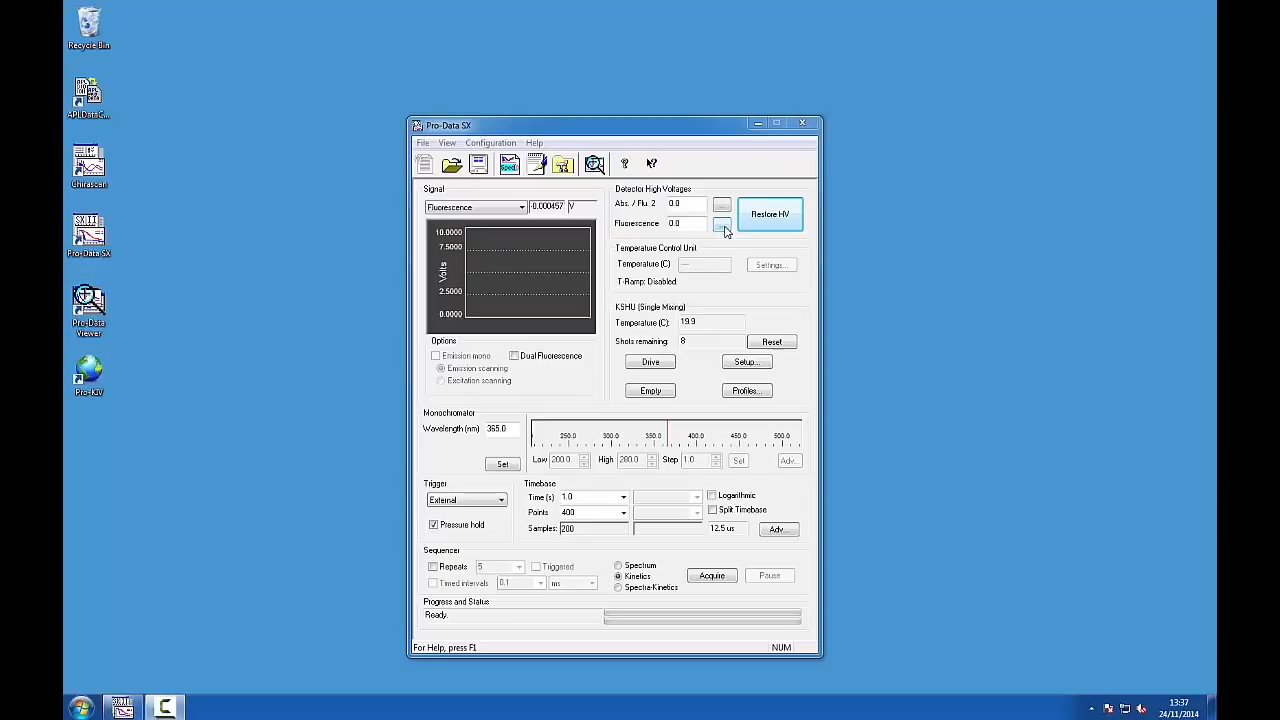 Recycle Bin
APLDataC...
Chirascan
Pro-Data SX
Pro-Data
Viewer
Pro-KIV
Pro-Data SX
File View Configuration Help
Signal
Fluorescence -0.000457 V
10.0000
7.5000
Volts
2.5000
0.0000
Options
Emission mono Dual Fluorescence
Emission scanning
Excitation scanning
Detector High Voltages
Abs. / Flu. 2 0.0 ...
Fluorescence 0.0 ...
Restore HV
Temperature Control Unit
Temperature (C) --- Settings...
T-Ramp: Disabled.
KSHU (Single Mixing)
Temperature (C): 19.9
Shots remaining: 8 Reset
Drive Setup...
Empty Profiles...
Monochromator
Wavelength (nm) 365.0
Set
250.0 300.0 350.0 400.0 450.0 500.0
Low 200.0 High 280.0 Step 1.0 Set Adv...
Trigger
External
Pressure hold
Timebase
Time (s) 1.0 Logarithmic
Points 400 Split Timebase
Samples: 200 12.5 us Adv...
Sequencer
Repeats 5 Triggered
Timed intervals 0.1 ms
Spectrum
Kinetics
Spectra-Kinetics
Acquire Pause
Progress and Status
Ready.
For Help, press F1 NUM
13:37
24/11/2014